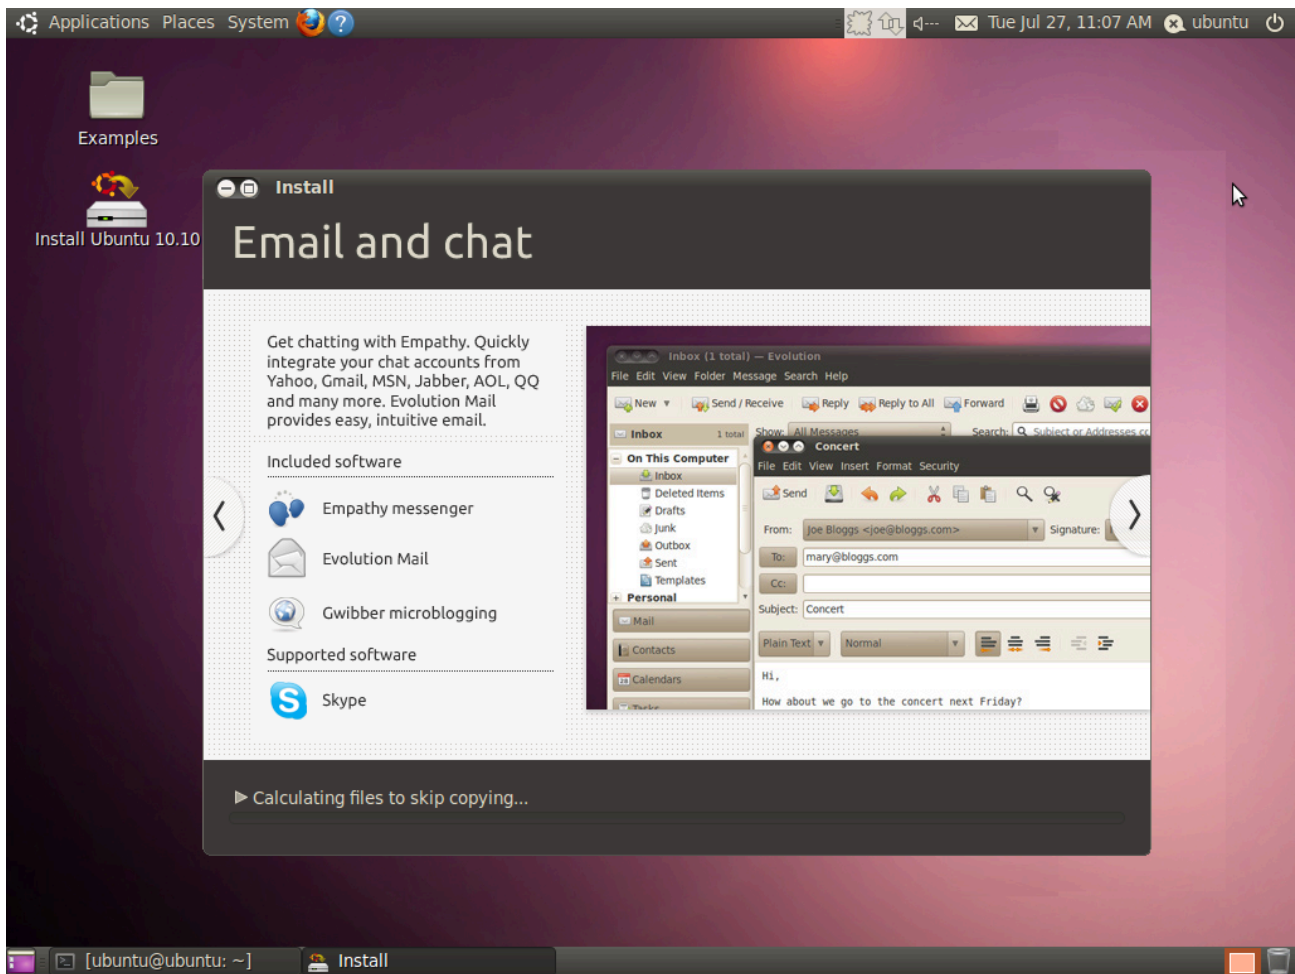 Applications Places System
Tue Jul 27, 11:07 AM ubuntu
Examples
Install Ubuntu 10.10
Install
Email and chat
Get chatting with Empathy. Quickly
integrate your chat accounts from
Yahoo, Gmail, MSN, Jabber, AOL, QQ
and many more. Evolution Mail
provides easy, intuitive email.
Included software
Empathy messenger
Evolution Mail
Gwibber microblogging
Supported software
Skype
Inbox (1 total) — Evolution
File Edit View Folder Message Search Help
New Send / Receive Reply Reply to All Forward
Inbox 1 total Show: All Messages Search: Subject or Addresses cc
On This Computer
Inbox
Deleted Items
Drafts
Junk
Outbox
Sent
Templates
Personal
Mail
Contacts
Calendars
Tasks
Concert
File Edit View Insert Format Security
Send
From: Joe Bloggs <joe@bloggs.com> Signature:
To: mary@bloggs.com
Cc:
Subject: Concert
Plain Text Normal
Hi,
How about we go to the concert next Friday?
Calculating files to skip copying...
[ubuntu@ubuntu: ~] Install